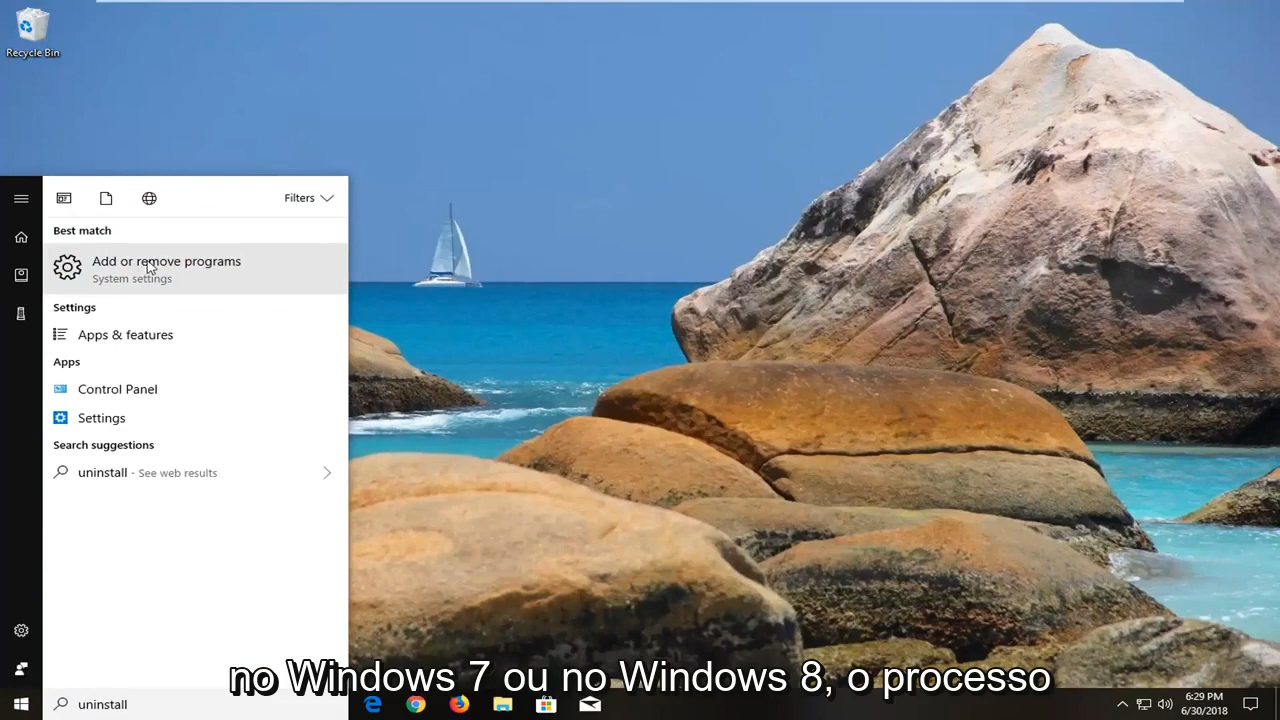 Recycle Bin
Filters
Best match
Add or remove programs
System settings
Settings
Apps & features
Apps
Control Panel
Settings
Search suggestions
uninstall - See web results
no Windows 7 ou no Windows 8, o processo
uninstall
6:29 PM
6/30/2018